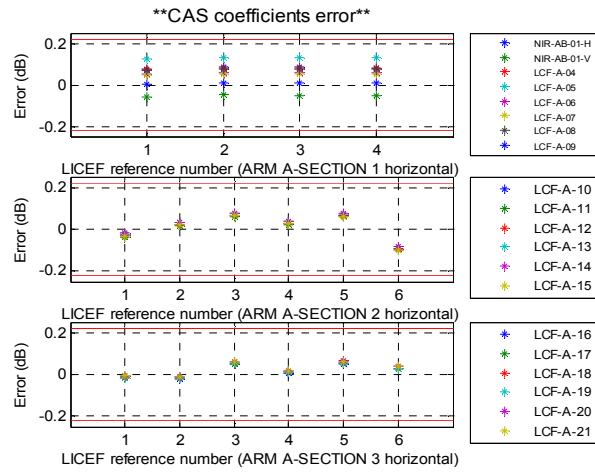 **CAS coefficients error**
0.2
0
-0.2
Error (dB)
1 2 3 4
LICEF reference number (ARM A-SECTION 1 horizontal)
NIR-AB-01-H
NIR-AB-01-V
LCF-A-04
LCF-A-05
LCF-A-06
LCF-A-07
LCF-A-08
LCF-A-09
0.2
0
-0.2
Error (dB)
1 2 3 4 5 6
LICEF reference number (ARM A-SECTION 2 horizontal)
LCF-A-10
LCF-A-11
LCF-A-12
LCF-A-13
LCF-A-14
LCF-A-15
0.2
0
-0.2
Error (dB)
1 2 3 4 5 6
LICEF reference number (ARM A-SECTION 3 horizontal)
LCF-A-16
LCF-A-17
LCF-A-18
LCF-A-19
LCF-A-20
LCF-A-21